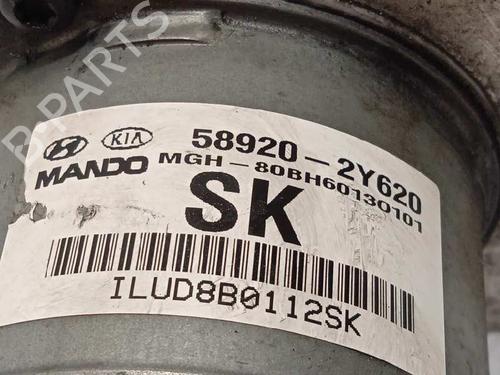 B-PARTS
KIA
58920-2Y620
MANDO
MGH-80BH60130101
SK
ILUD8B0112SK